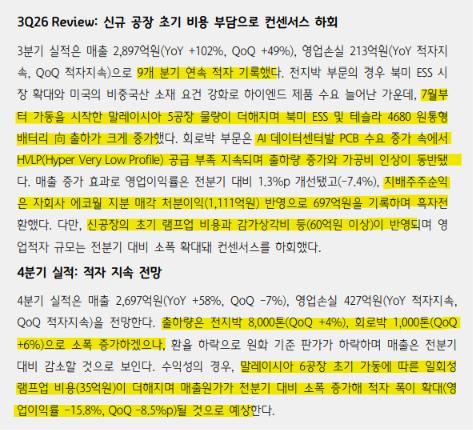 3Q26 Review: 신규 공장 초기 비용 부담으로 컨센서스 하회
3분기 실적은 매출 2,897억원(YoY +102%, QoQ +49%), 영업손실 213억원(YoY 적자지
속, QoQ 적자지속)으로 9개 분기 연속 적자 기록했다. 전지박 부문의 경우 북미 ESS 시
장 확대와 미국의 비중국산 소재 요건 강화로 하이엔드 제품 수요 늘어난 가운데, 7월부
터 가동을 시작한 말레이시아 5공장 물량이 더해지며 북미 ESS 및 테슬라 4680 원통형
배터리 向 출하가 크게 증가했다. 회로박 부문은 AI 데이터센터발 PCB 수요 증가 속에서
HVLP(Hyper Very Low Profile) 공급 부족 지속되며 출하량 증가와 가공비 인상이 동반됐
다. 매출 증가 효과로 영업이익률은 전분기 대비 1.3%p 개선됐고(-7.4%), 지배주주순이익
은 자회사 에코월 지분 매각 처분이익(1,111억원) 반영으로 697억원을 기록하며 흑자전
환했다. 다만, 신공장의 초기 램프업 비용과 감가상각비 등(60억원 이상)이 반영되며 영
업적자 규모는 전분기 대비 소폭 확대돼 컨센서스를 하회했다.
4분기 실적: 적자 지속 전망
4분기 실적은 매출 2,697억원(YoY +58%, QoQ -7%), 영업손실 427억원(YoY 적자지속,
QoQ 적자지속)을 전망한다. 출하량은 전지박 8,000톤(QoQ +4%), 회로박 1,000톤(QoQ
+6%)으로 소폭 증가하겠으나, 환율 하락으로 원화 기준 판가가 하락하며 매출은 전분기
대비 감소할 것으로 보인다. 수익성의 경우, 말레이시아 6공장 초기 가동에 따른 일회성
램프업 비용(35억원)이 더해지며 매출원가가 전분기 대비 소폭 증가해 적자 폭이 확대(영
업이익률 -15.8%, QoQ -8.5%p)될 것으로 예상한다.